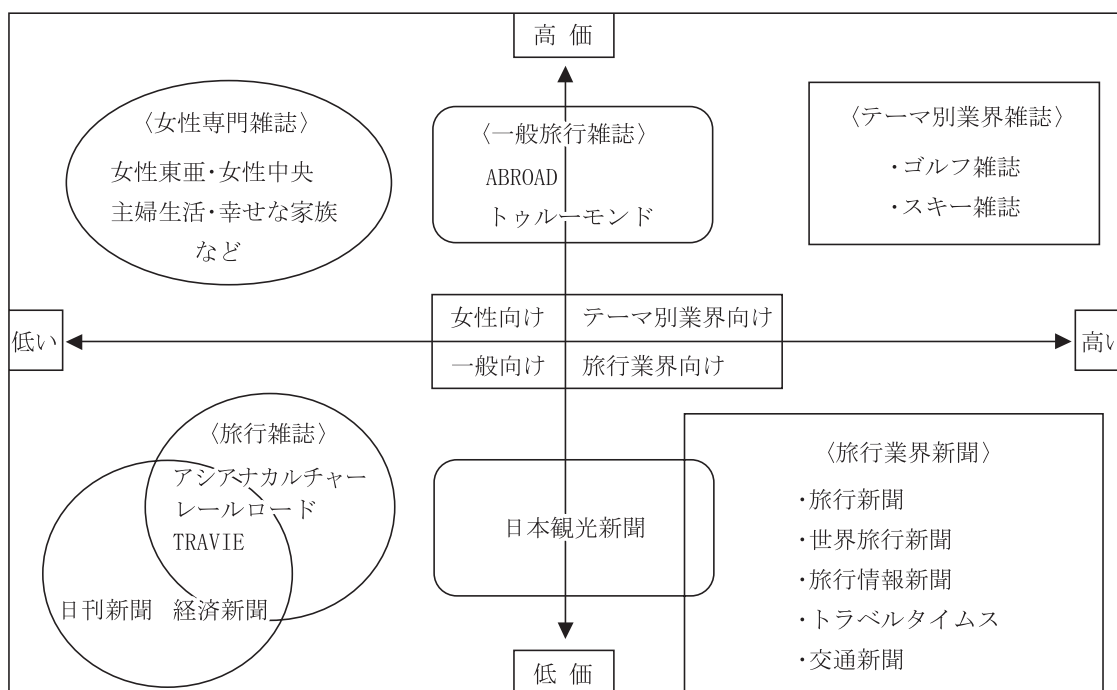 高 価
〈女性専門雑誌〉
女性東亜・女性中央
主婦生活・幸せな家族
など
〈一般旅行雑誌〉
ABROAD
トゥルーモンド
〈テーマ別業界雑誌〉
・ゴルフ雑誌
・スキー雑誌
低い
女性向け
テーマ別業界向け
一般向け
旅行業界向け
高い
〈旅行雑誌〉
アシアナカルチャー
レールロード
TRAVIE
日刊新聞 経済新聞
日本観光新聞
〈旅行業界新聞〉
・旅行新聞
・世界旅行新聞
・旅行情報新聞
・トラベルタイムス
・交通新聞
低 価